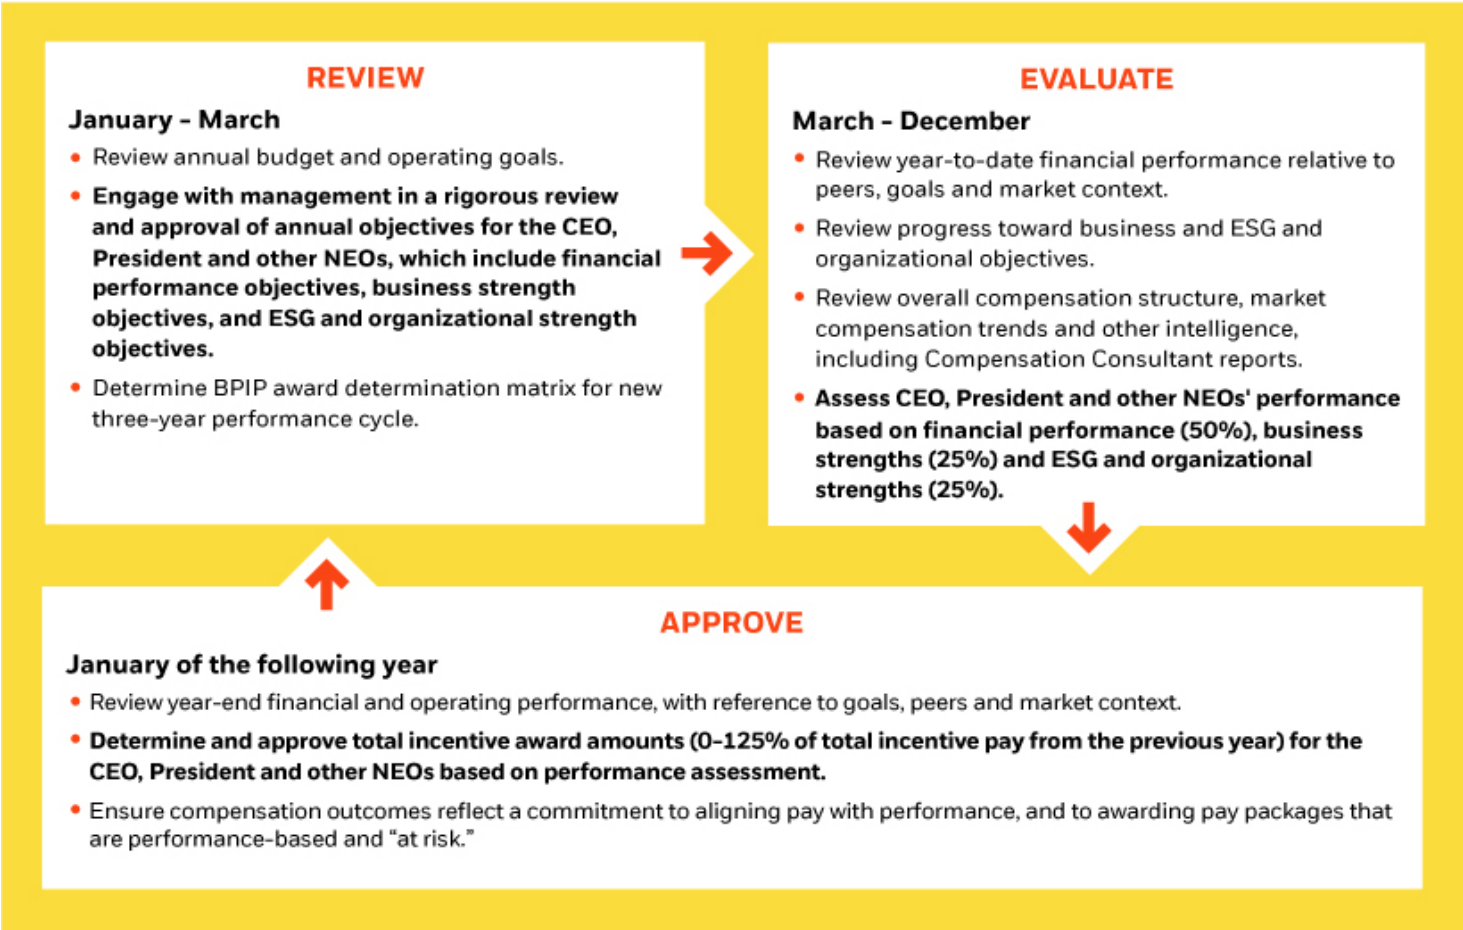 REVIEW
January – March
• Review annual budget and operating goals.
• Engage with management in a rigorous review
and approval of annual objectives for the CEO,
President and other NEOs, which include financial
performance objectives, business strength
objectives, and ESG and organizational strength
objectives.
• Determine BPIP award determination matrix for new
three-year performance cycle.
EVALUATE
March – December
• Review year-to-date financial performance relative to
peers, goals and market context.
• Review progress toward business and ESG and
organizational objectives.
• Review overall compensation structure, market
compensation trends and other intelligence,
including Compensation Consultant reports.
• Assess CEO, President and other NEOs' performance
based on financial performance (50%), business
strengths (25%) and ESG and organizational
strengths (25%).
APPROVE
January of the following year
• Review year-end financial and operating performance, with reference to goals, peers and market context.
• Determine and approve total incentive award amounts (0–125% of total incentive pay from the previous year) for the
CEO, President and other NEOs based on performance assessment.
• Ensure compensation outcomes reflect a commitment to aligning pay with performance, and to awarding pay packages that
are performance-based and “at risk.”